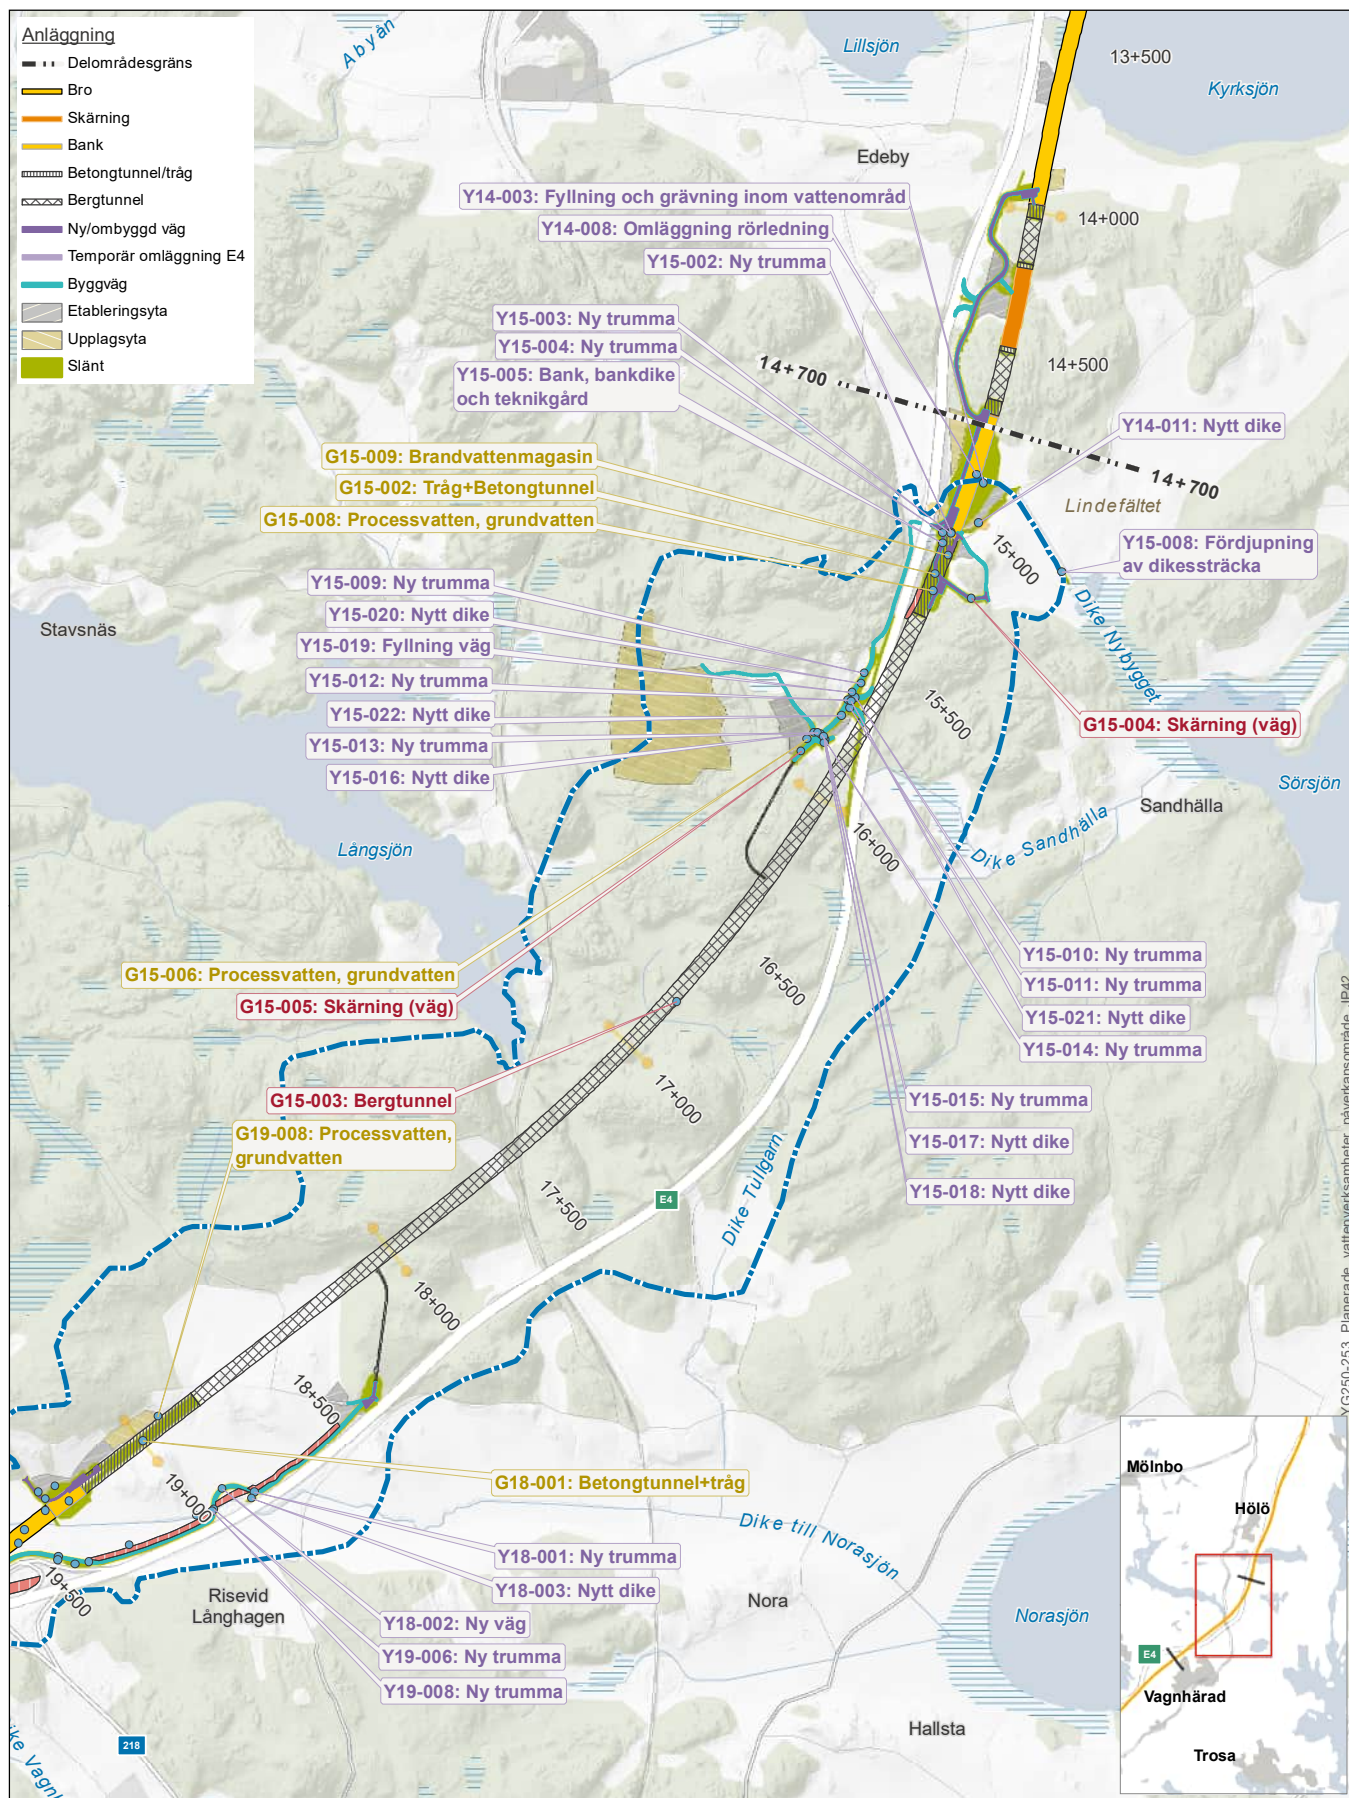 Anläggning
Delområdesgräns
Bro
Skärning
Bank
Betongtunnel/tråg
Bergtunnel
Ny/ombyggd väg
Temporär omläggning E4
Byggväg
Etableringsyta
Upplagsyta
Slänt
Abyån
Lillsjön
13+500
Kyrksjön
Edeby
Y14-003: Fyllning och grävning inom vattenområd
14+000
Y14-008: Omläggning rörledning
Y15-002: Ny trumma
Y15-003: Ny trumma
Y15-004: Ny trumma
Y15-005: Bank, bankdike
och teknikgård
14+500
14+700
Y14-011: Nytt dike
14+700
G15-009: Brandvattenmagasin
G15-002: Tråg+Betongtunnel
G15-008: Processvatten, grundvatten
Lindefältet
15+000
Y15-008: Fördjupning
av dikessträcka
Y15-009: Ny trumma
Y15-020: Nytt dike
Y15-019: Fyllning väg
Y15-012: Ny trumma
Y15-022: Nytt dike
Y15-013: Ny trumma
Y15-016: Nytt dike
Stavsnäs
Dike Nybygget
15+500
G15-004: Skärning (väg)
Sörsjön
Sandhälla
Dike Sandhälla
Långsjön
16+000
Y15-010: Ny trumma
Y15-011: Ny trumma
Y15-021: Nytt dike
Y15-014: Ny trumma
G15-006: Processvatten, grundvatten
G15-005: Skärning (väg)
16+500
G15-003: Bergtunnel
17+000
Y15-015: Ny trumma
Y15-017: Nytt dike
Y15-018: Nytt dike
G19-008: Processvatten,
grundvatten
17+500
E4
Dike Tullgarn
18+000
18+500
G18-001: Betongtunnel+tråg
19+000
Dike till Norasjön
Y18-001: Ny trumma
Y18-003: Nytt dike
Y18-002: Ny väg
Y19-006: Ny trumma
Y19-008: Ny trumma
19+500
Risevid
Långhagen
Nora
Norasjön
Hallsta
218
YG250-253_Planerade_vattenverksamheter_påverkansområde_JP42
Mölnbo
Hölö
E4
Vagnhärad
Trosa